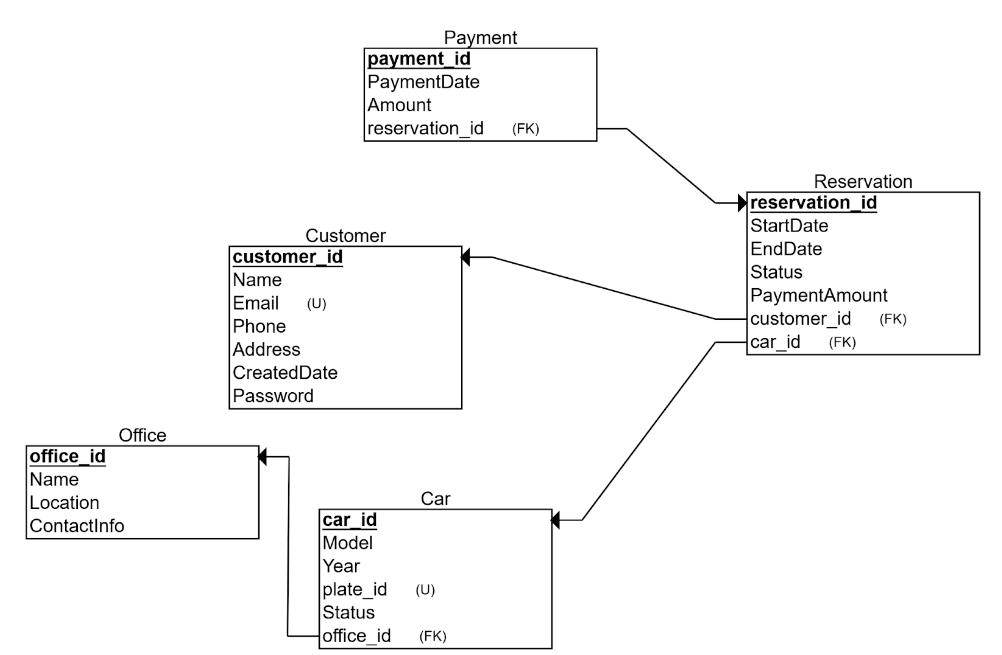 Payment
payment_id
PaymentDate
Amount
reservation_id (FK)
Reservation
reservation_id
StartDate
EndDate
Status
PaymentAmount
customer_id (FK)
car_id (FK)
Customer
customer_id
Name
Email (U)
Phone
Address
CreatedDate
Password
Office
office_id
Name
Location
ContactInfo
Car
car_id
Model
Year
plate_id (U)
Status
office_id (FK)